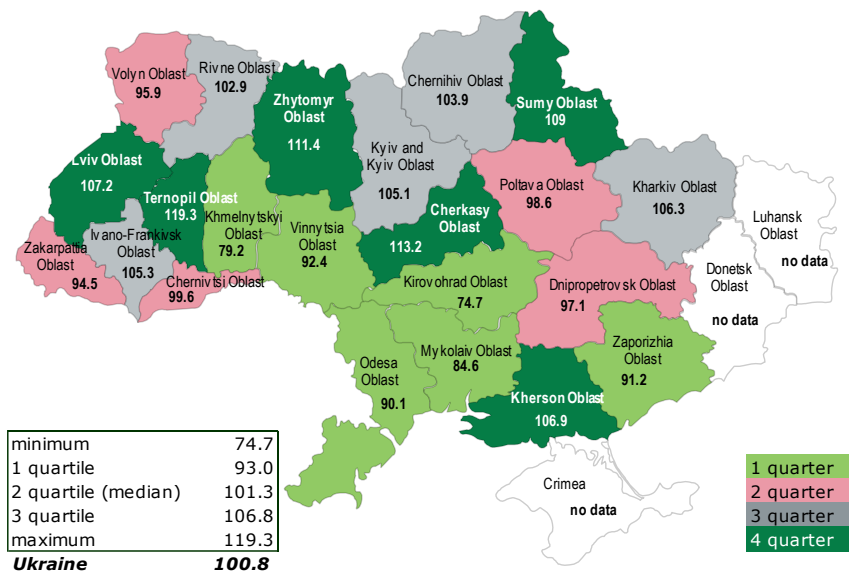 Volyn Oblast
95.9
Rivne Oblast
102.9
Zhytomyr
Oblast
111.4
Chernihiv Oblast
103.9
Sumy Oblast
109
Kyiv and
Kyiv Oblast
105.1
Lviv Oblast
107.2
Ternopil Oblast
119.3
Khmelnytskyi
Oblast
79.2
Vinnytsia
Oblast
92.4
Cherkasy
Oblast
113.2
Poltava Oblast
98.6
Kharkiv Oblast
106.3
Luhansk
Oblast
no data
Donetsk
Oblast
no data
Zakarpattia
Oblast
94.5
Ivano-Frankivsk
Oblast
105.3
Chernivtsi Oblast
99.6
Kirovohrad Oblast
74.7
Dnipropetrovsk Oblast
97.1
Zaporizhia
Oblast
91.2
Odesa
Oblast
90.1
Mykolaiv Oblast
84.6
Kherson Oblast
106.9
Crimea
no data
minimum 74.7
1 quartile 93.0
2 quartile (median) 101.3
3 quartile 106.8
maximum 119.3
Ukraine 100.8
1 quarter
2 quarter
3 quarter
4 quarter